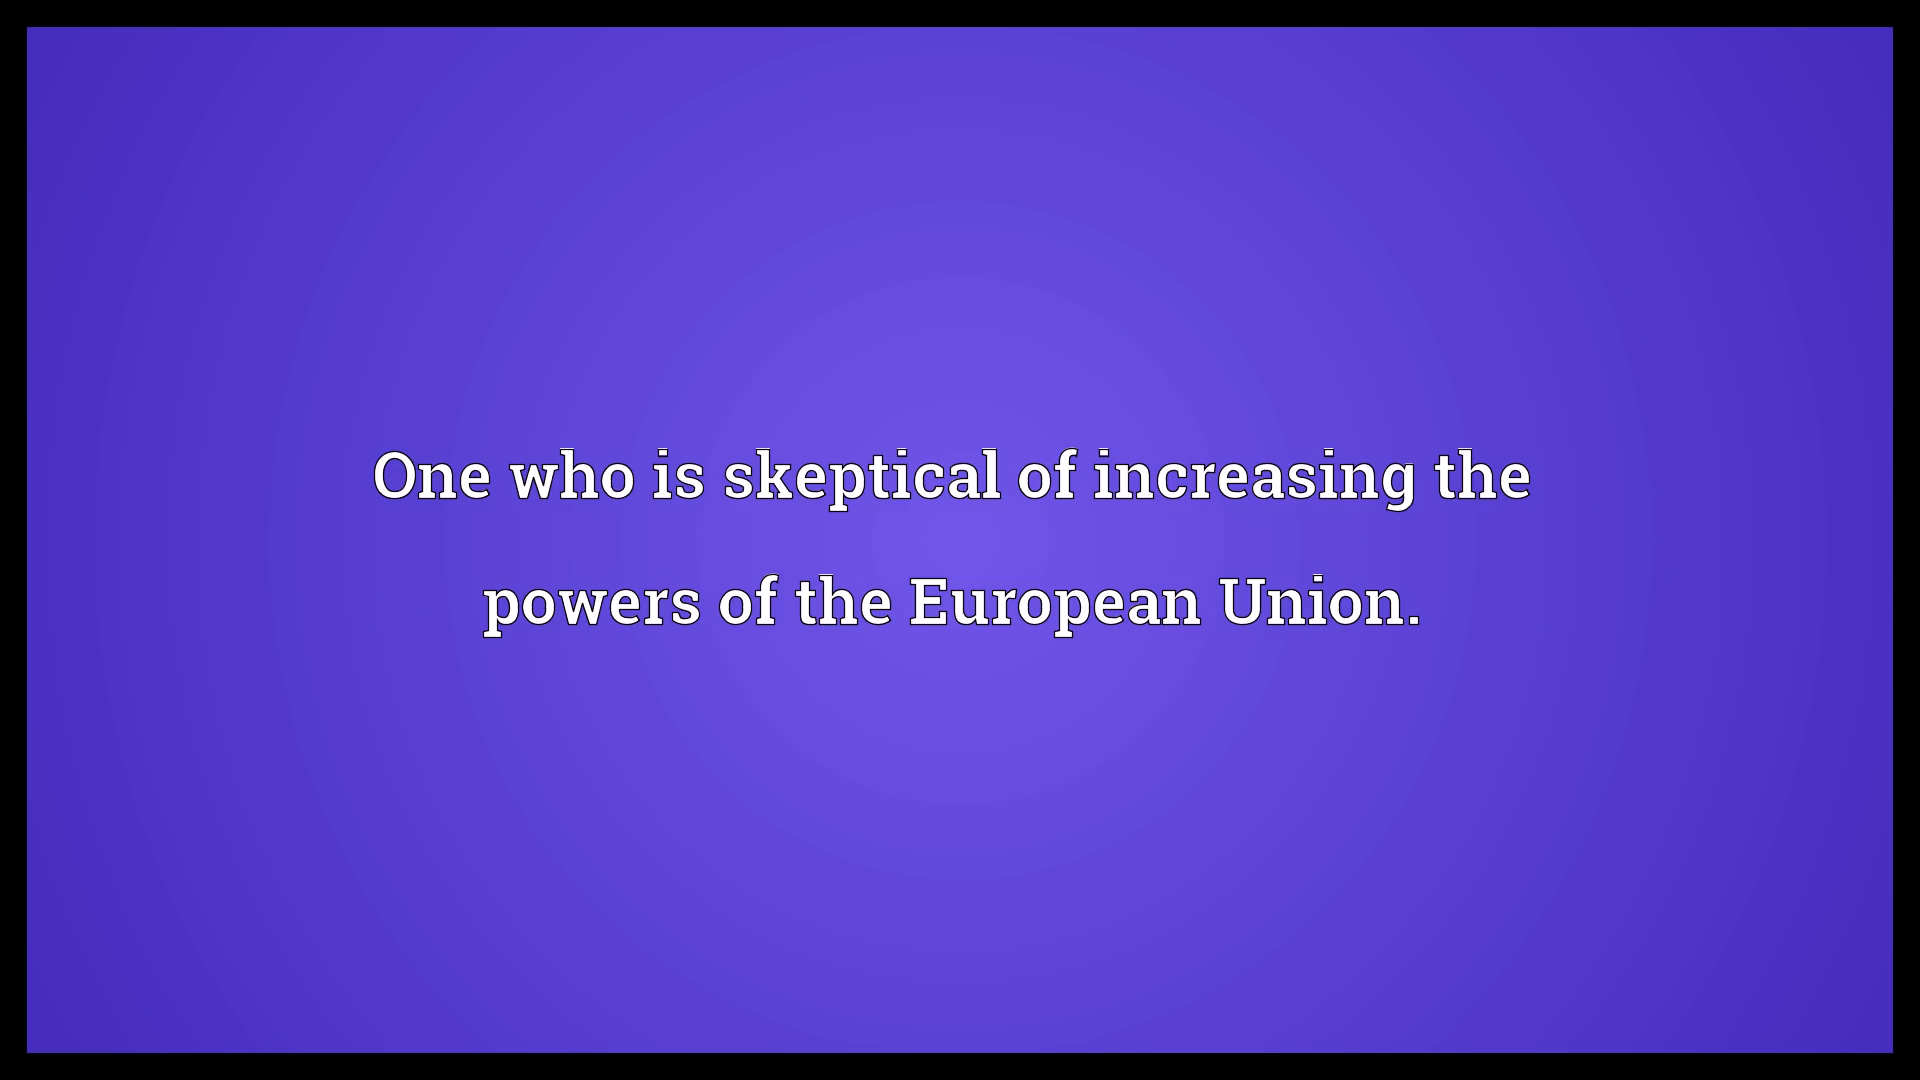 One who is skeptical of increasing the
powers of the European Union.